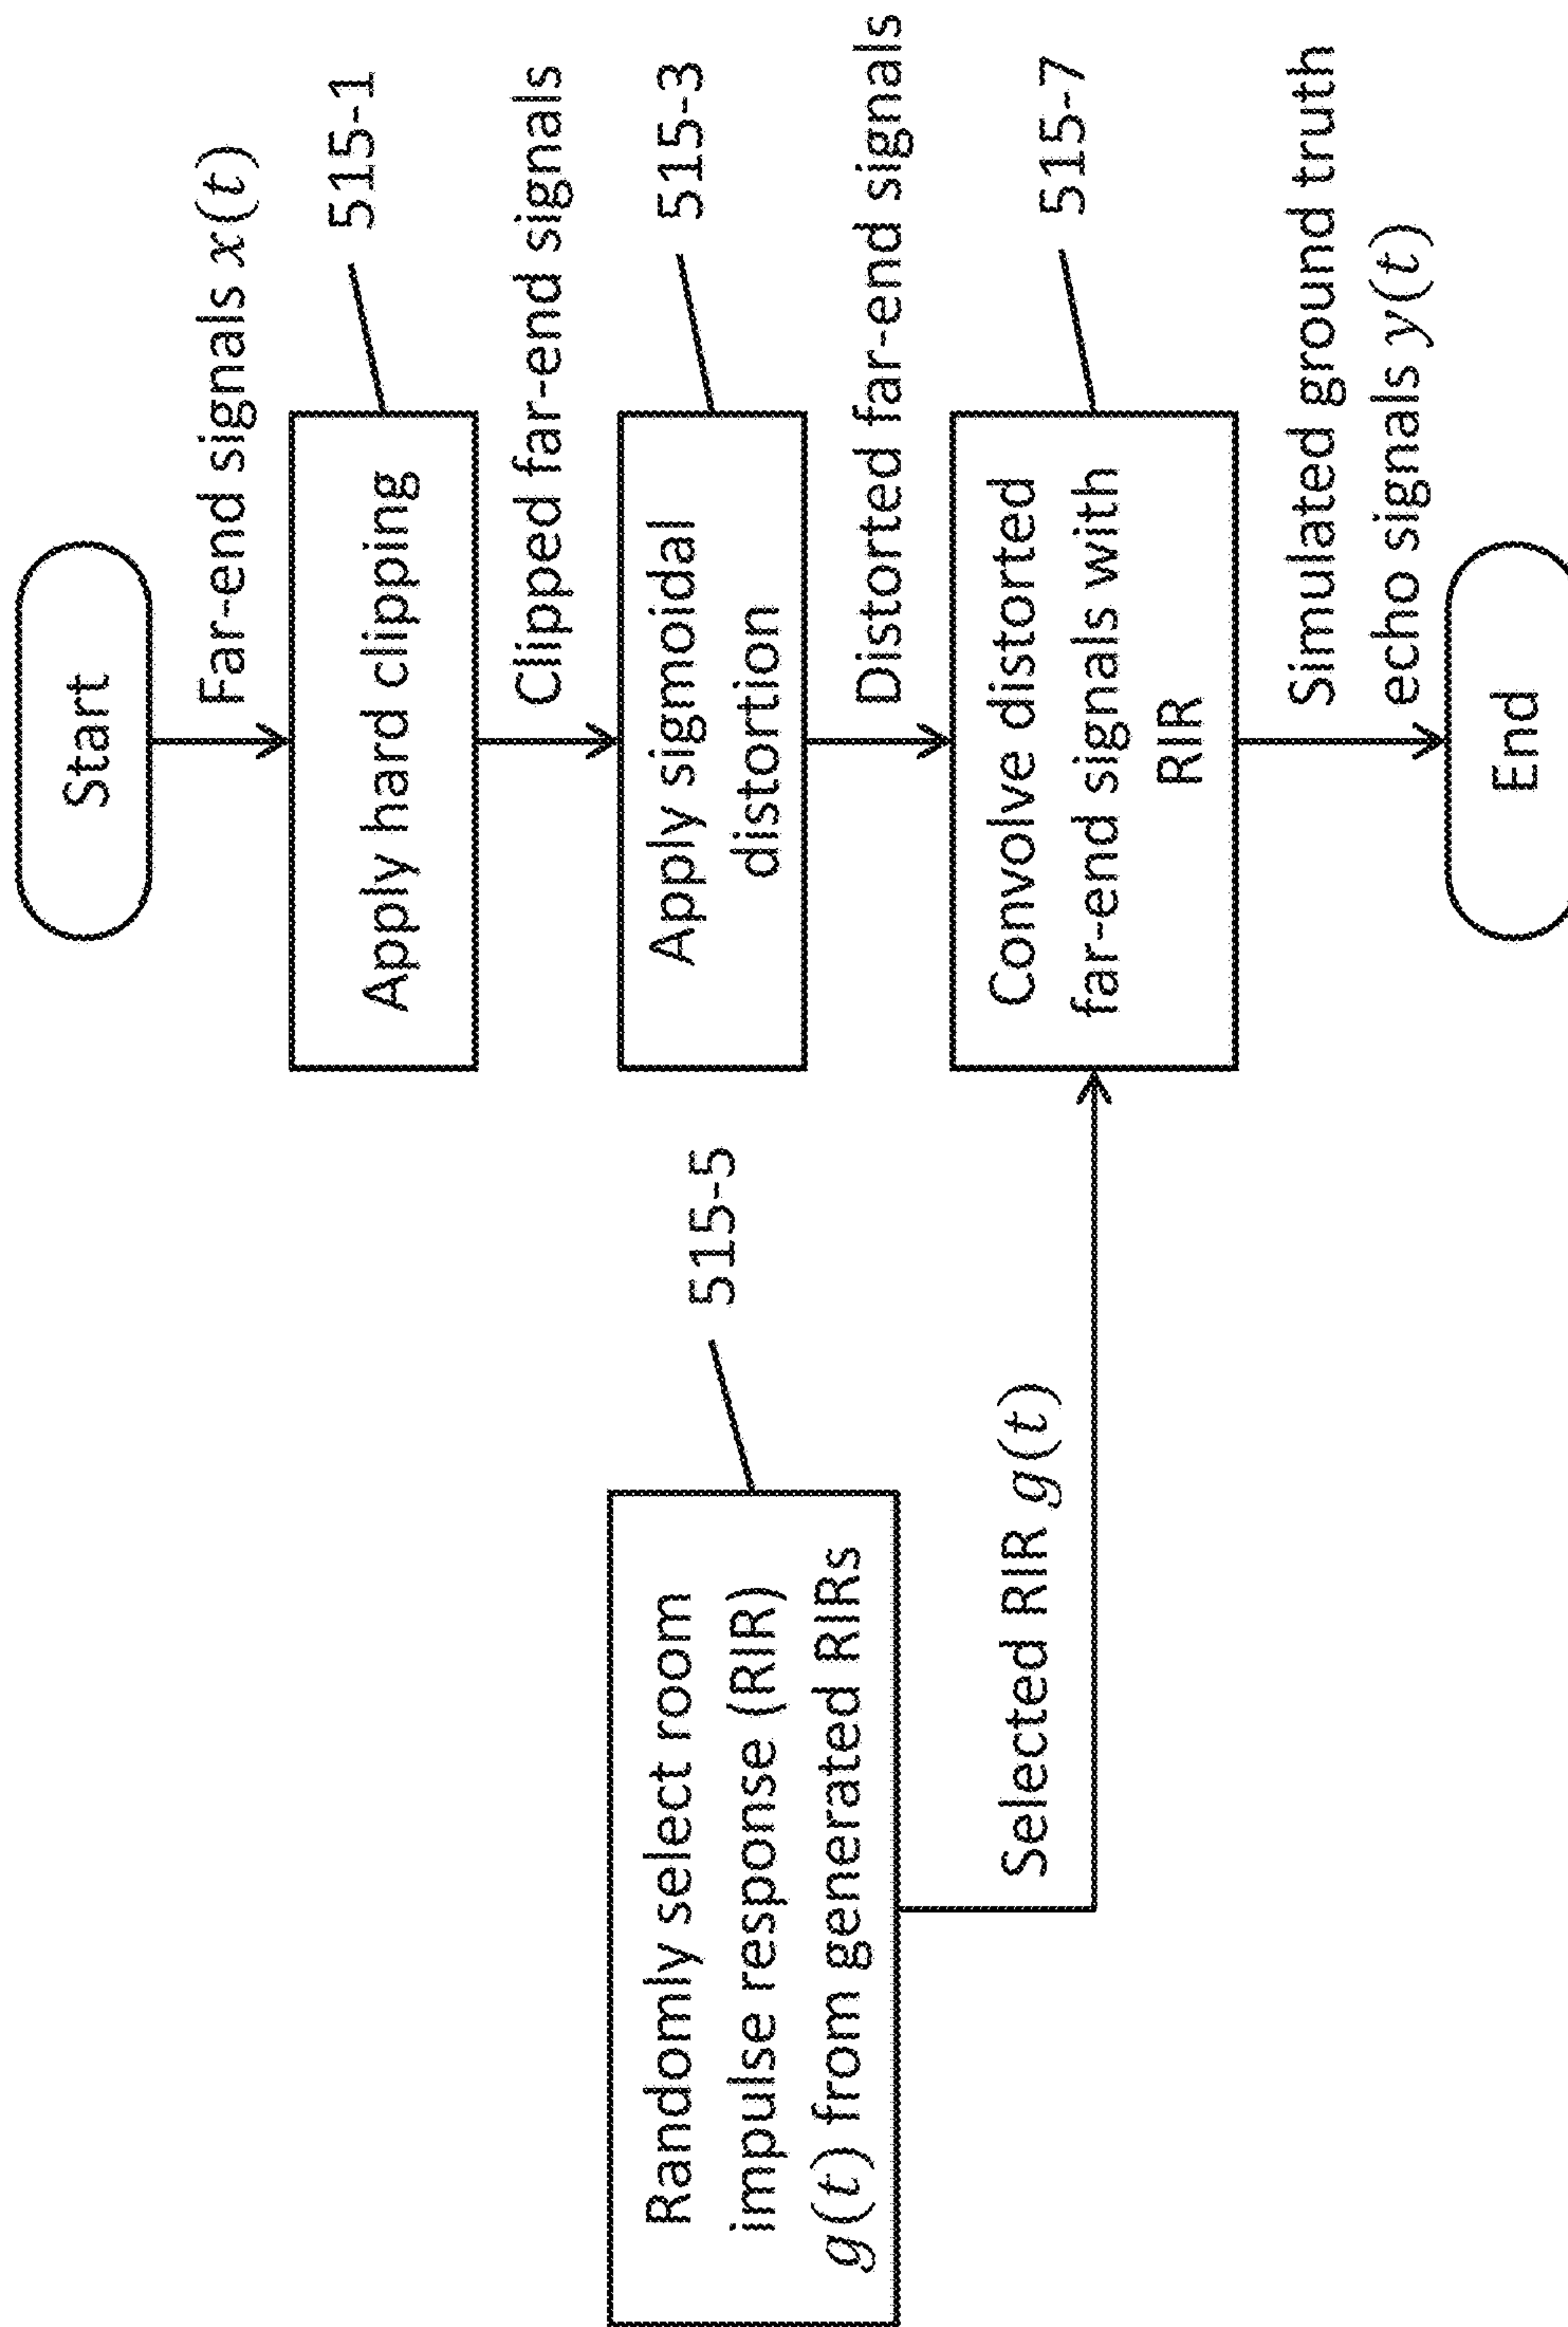 Start
Far-end signals x(t)
Apply hard clipping
515-1
Clipped far-end signals
Apply sigmoidal
distortion
515-3
Distorted far-end signals
Randomly select room
impulse response (RIR)
g(t) from generated RIRs
515-5
Selected RIR g(t)
Convolve distorted
far-end signals with
RIR
515-7
Simulated ground truth
echo signals y(t)
End